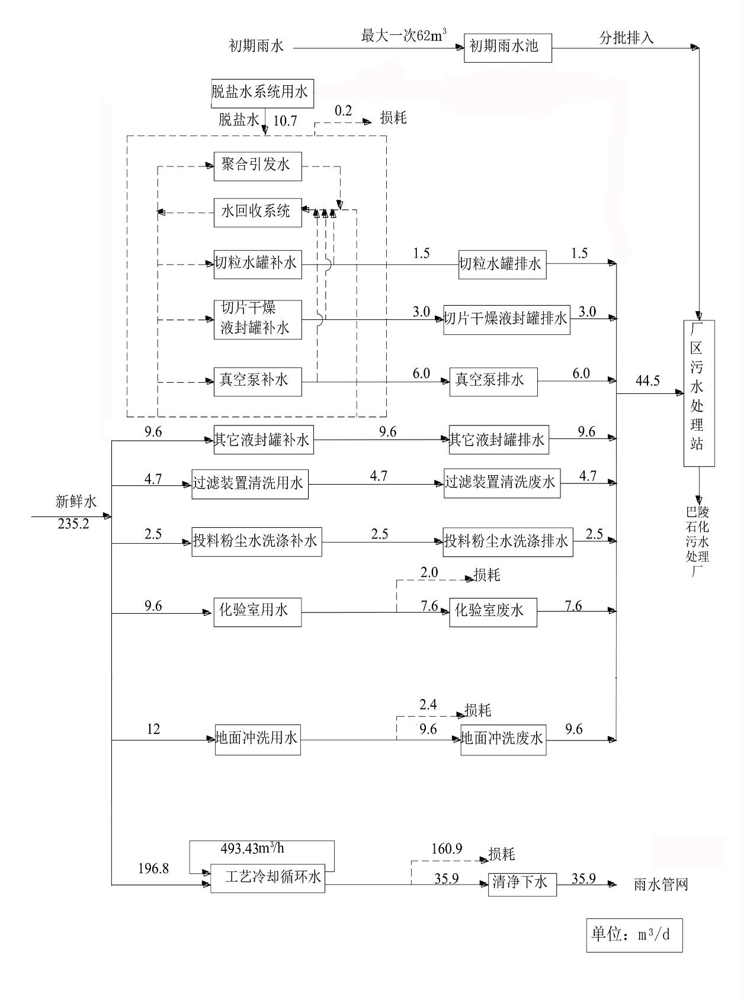 最大一次62m³
初期雨水
初期雨水池
分批排入
脱盐水系统用水
脱盐水
10.7
0.2
损耗
聚合引发水
水回收系统
切粒水罐补水
1.5
切粒水罐排水
1.5
切片干燥
液封罐补水
3.0
切片干燥液封罐排水
3.0
真空泵补水
6.0
真空泵排水
6.0
44.5
厂区污水处理站
9.6
其它液封罐补水
9.6
其它液封罐排水
9.6
4.7
过滤装置清洗用水
4.7
过滤装置清洗废水
4.7
新鲜水
235.2
巴陵
石化
污水
处理
厂
2.5
投料粉尘水洗涤补水
2.5
投料粉尘水洗涤排水
2.5
2.0
损耗
9.6
化验室用水
7.6
化验室废水
7.6
2.4
损耗
12
地面冲洗用水
9.6
地面冲洗废水
9.6
493.43m³/h
160.9
损耗
196.8
工艺冷却循环水
35.9
清净下水
35.9
雨水管网
单位：m³/d